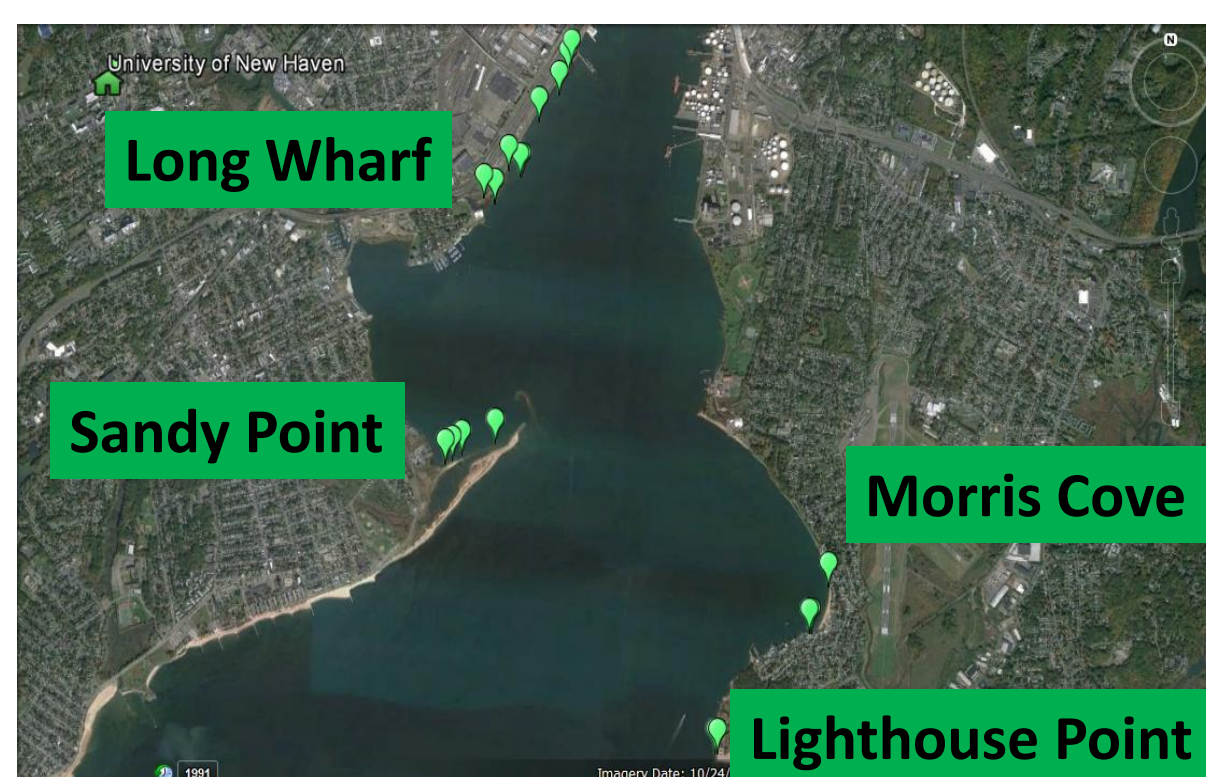 N
University of New Haven
Long Wharf
Sandy Point
Morris Cove
Lighthouse Point
1991
Imagery Date: 10/24/